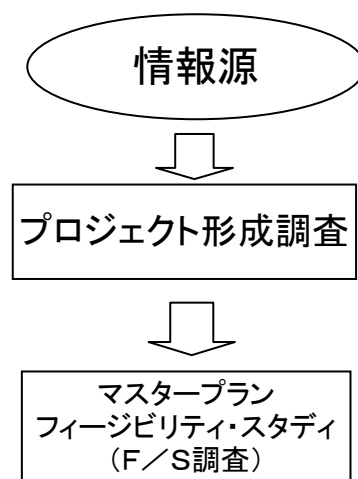 情報源
プロジェクト形成調査
マスタープラン
フィージビリティ・スタディ
（F／S調査）